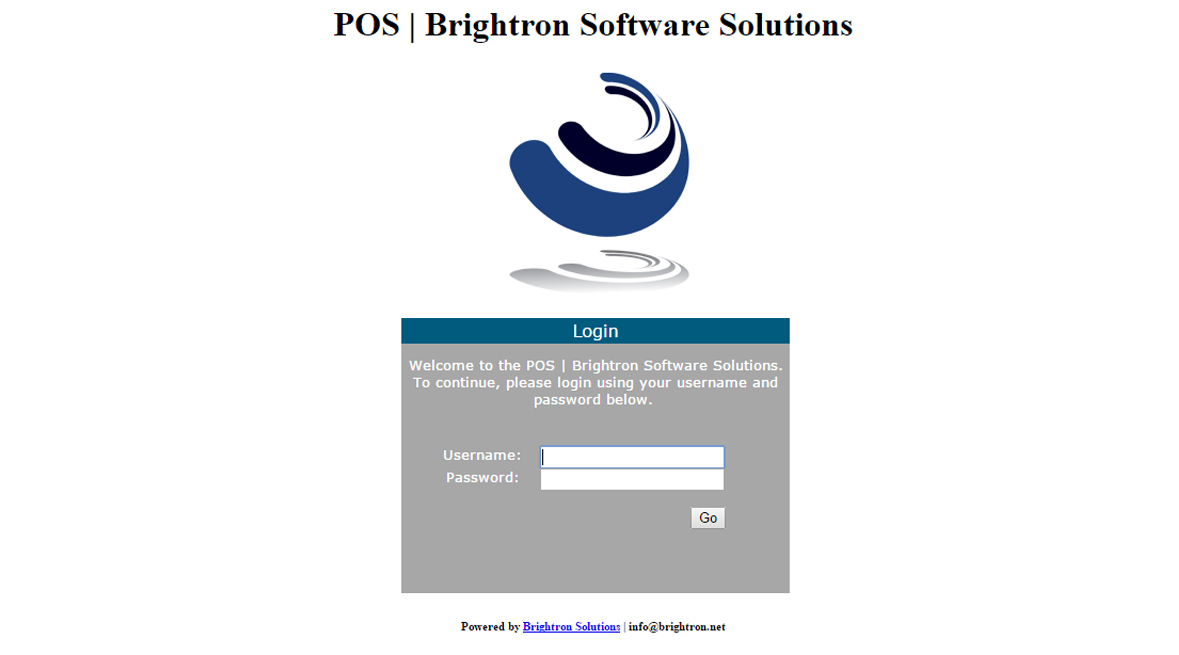 POS | Brightron Software Solutions
Login
Welcome to the POS | Brightron Software Solutions.
To continue, please login using your username and
password below.
Username:
Password:
Go
Powered by Brightron Solutions | info@brightron.net